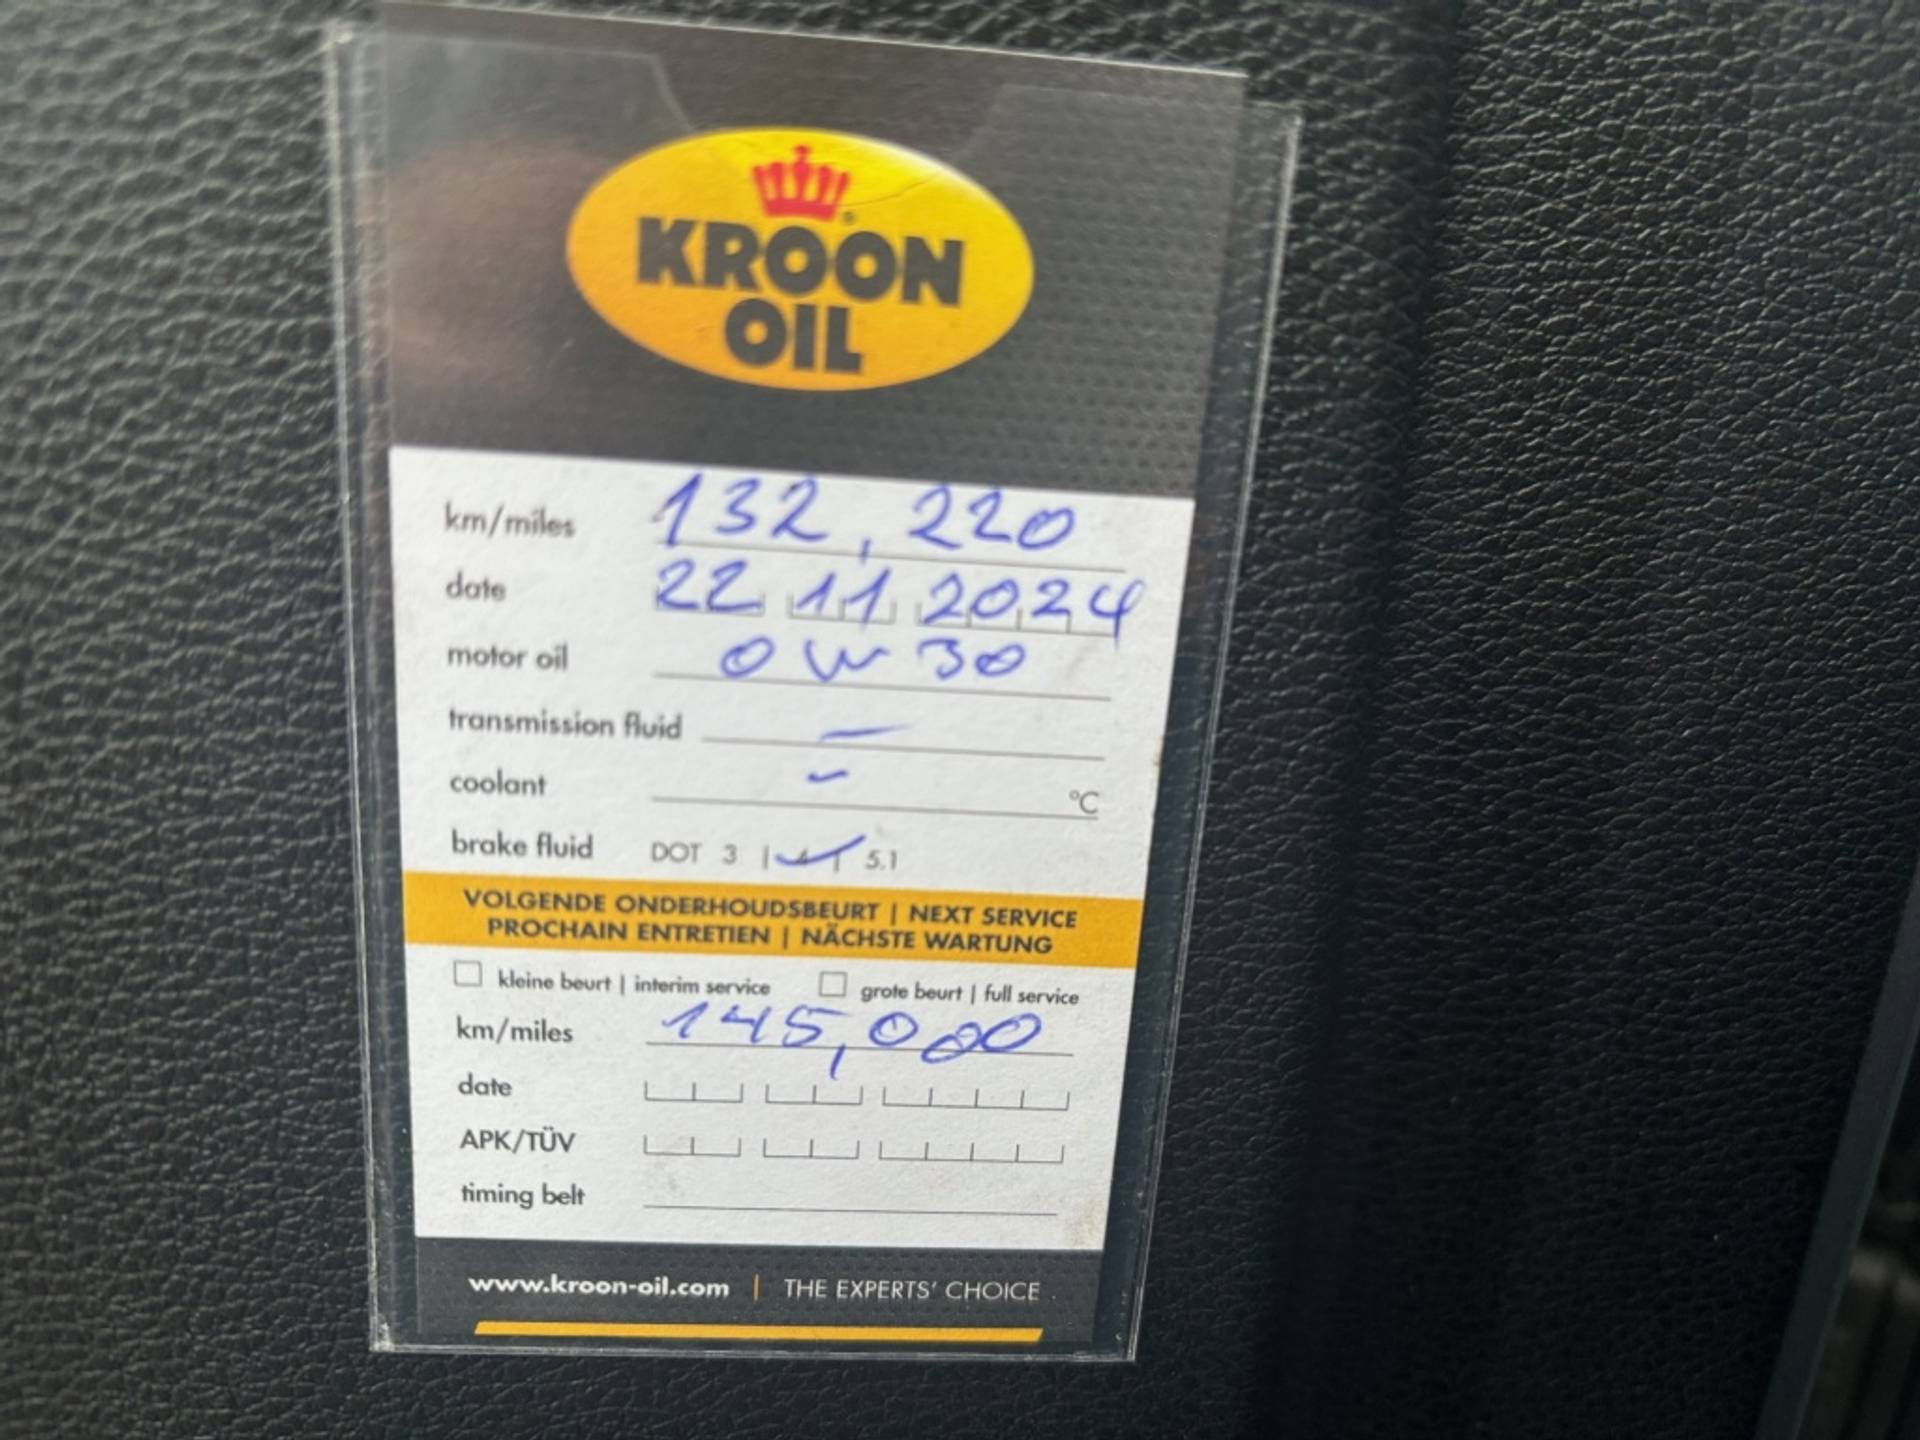 KROON
OIL
km/miles 132,220
date 22 11 2024
motor oil 0W30
transmission fluid –
coolant – °C
brake fluid DOT 3 | 4 | 5.1
VOLGENDE ONDERHOUDSBEURT | NEXT SERVICE
PROCHAIN ENTRETIEN | NÄCHSTE WARTUNG
kleine beurt | interim service grote beurt | full service
km/miles 145,000
date
APK/TÜV
timing belt
www.kroon-oil.com | THE EXPERTS' CHOICE